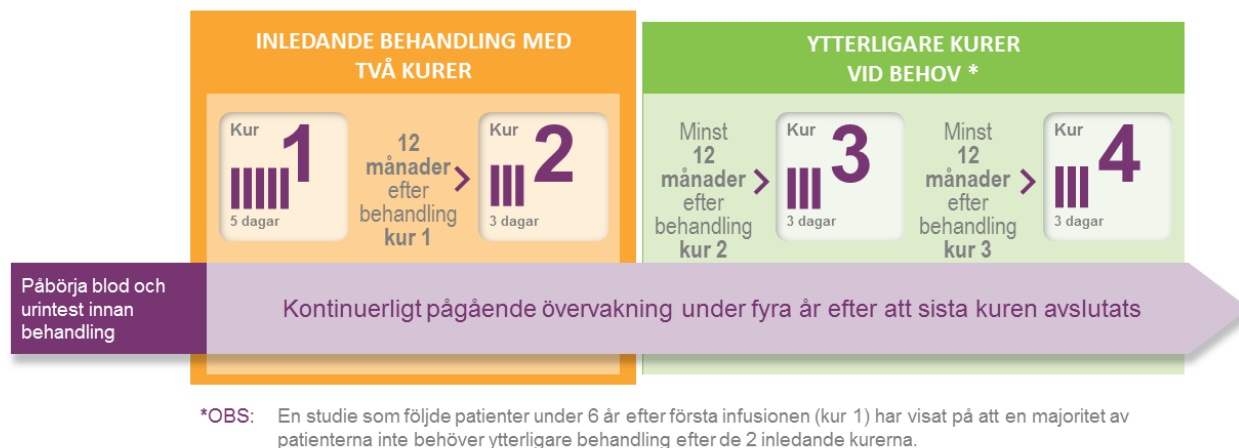 INLEDANDE BEHANDLING MED
TVÅ KURER
YTTERLIGARE KURER
VID BEHOV *
Kur
1
5 dagar
12
månader
efter
behandling
kur 1
Kur
2
3 dagar
Minst
12
månader
efter
behandling
kur 2
Kur
3
3 dagar
Minst
12
månader
efter
behandling
kur 3
Kur
4
3 dagar
Påbörja blod och
urintest innan
behandling
Kontinuerligt pågående övervakning under fyra år efter att sista kuren avslutats
*OBS: En studie som följde patienter under 6 år efter första infusionen (kur 1) har visat på att en majoritet av
patienterna inte behöver ytterligare behandling efter de 2 inledande kurerna.